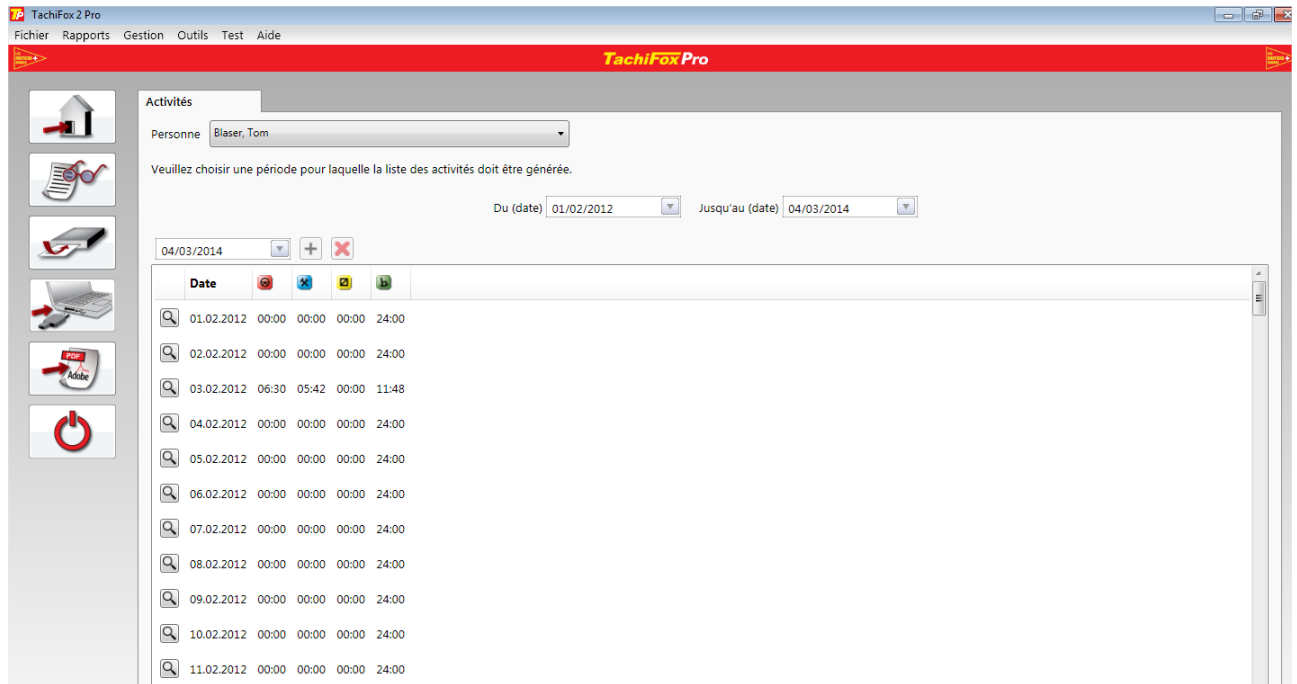 TachiFox 2 Pro
Fichier Rapports Gestion Outils Test Aide
TachiFox Pro
Activités
Personne Blaser, Tom
Veuillez choisir une période pour laquelle la liste des activités doit être générée.
Du (date) 01/02/2012 Jusqu'au (date) 04/03/2014
04/03/2014
Date
01.02.2012 00:00 00:00 00:00 24:00
02.02.2012 00:00 00:00 00:00 24:00
03.02.2012 06:30 05:42 00:00 11:48
04.02.2012 00:00 00:00 00:00 24:00
05.02.2012 00:00 00:00 00:00 24:00
06.02.2012 00:00 00:00 00:00 24:00
07.02.2012 00:00 00:00 00:00 24:00
08.02.2012 00:00 00:00 00:00 24:00
09.02.2012 00:00 00:00 00:00 24:00
10.02.2012 00:00 00:00 00:00 24:00
11.02.2012 00:00 00:00 00:00 24:00
PDF
Adobe